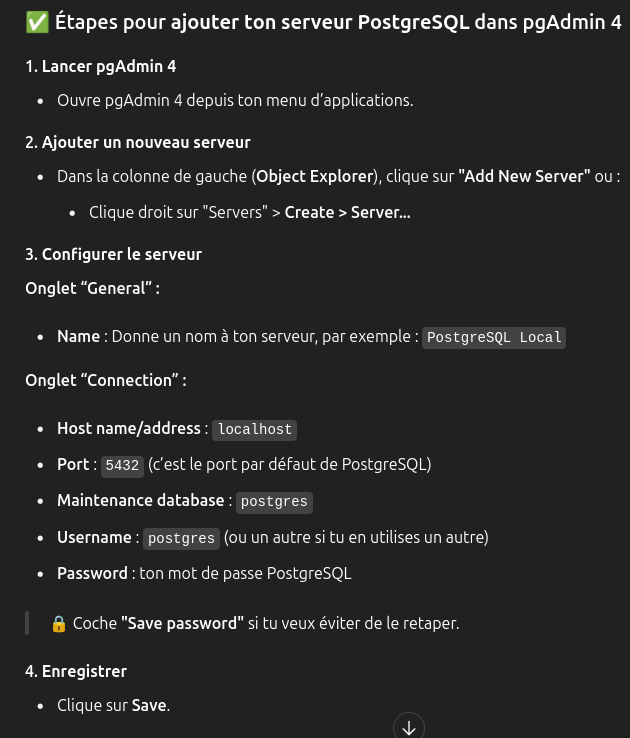 ✅ Étapes pour ajouter ton serveur PostgreSQL dans pgAdmin 4
1. Lancer pgAdmin 4
• Ouvre pgAdmin 4 depuis ton menu d’applications.
2. Ajouter un nouveau serveur
• Dans la colonne de gauche (Object Explorer), clique sur "Add New Server" ou :
• Clique droit sur "Servers" > Create > Server...
3. Configurer le serveur
Onglet “General” :
• Name : Donne un nom à ton serveur, par exemple : PostgreSQL Local
Onglet “Connection” :
• Host name/address : localhost
• Port : 5432 (c’est le port par défaut de PostgreSQL)
• Maintenance database : postgres
• Username : postgres (ou un autre si tu en utilises un autre)
• Password : ton mot de passe PostgreSQL
🔒 Coche "Save password" si tu veux éviter de le retaper.
4. Enregistrer
• Clique sur Save.